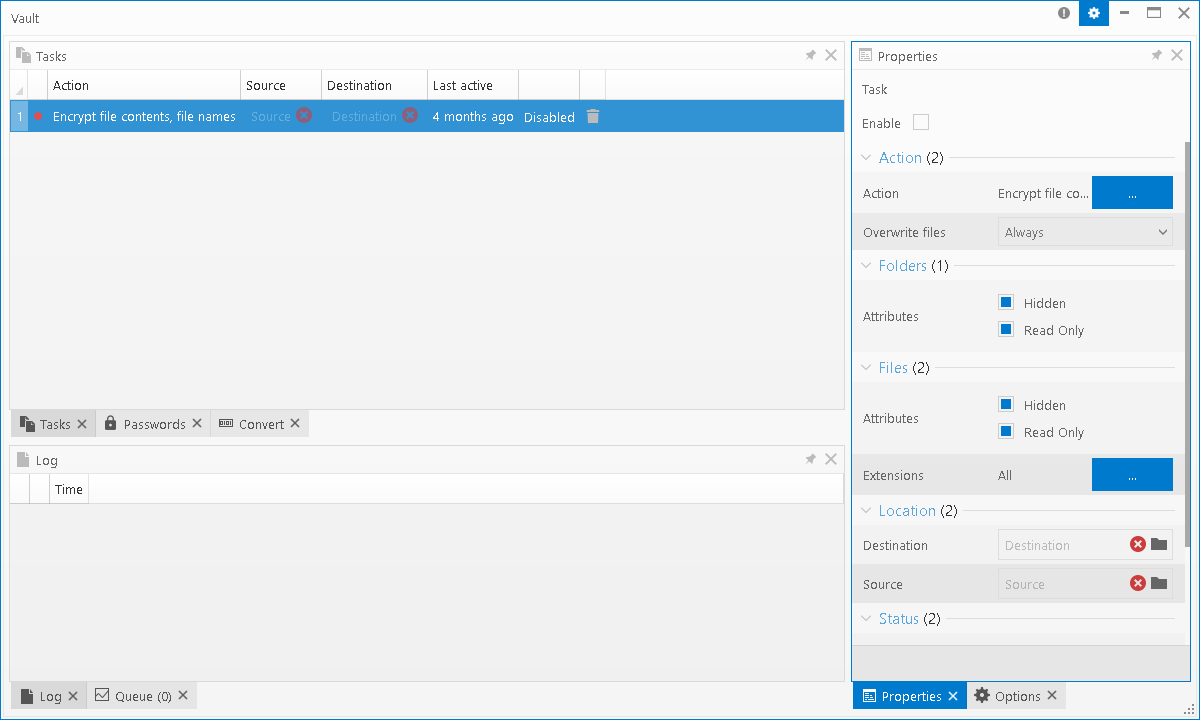 Vault
Tasks
Action Source Destination Last active
1 Encrypt file contents, file names Source Destination 4 months ago Disabled
Tasks Passwords Convert
Log
Time
Log Queue (0)
Properties
Task
Enable
Action (2)
Action Encrypt file co... ...
Overwrite files Always
Folders (1)
Attributes
Hidden
Read Only
Files (2)
Attributes
Hidden
Read Only
Extensions All ...
Location (2)
Destination Destination
Source Source
Status (2)
Properties Options